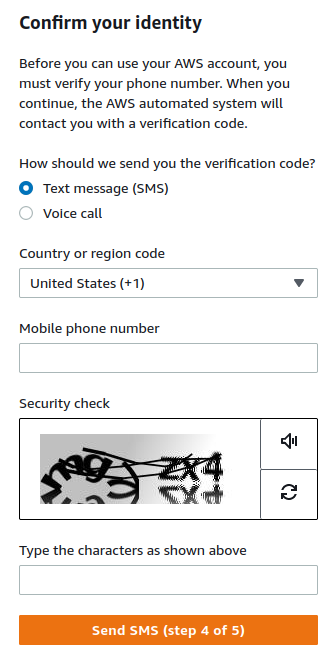 Confirm your identity
Before you can use your AWS account, you
must verify your phone number. When you
continue, the AWS automated system will
contact you with a verification code.
How should we send you the verification code?
Text message (SMS)
Voice call
Country or region code
United States (+1)
Mobile phone number
Security check
Type the characters as shown above
Send SMS (step 4 of 5)